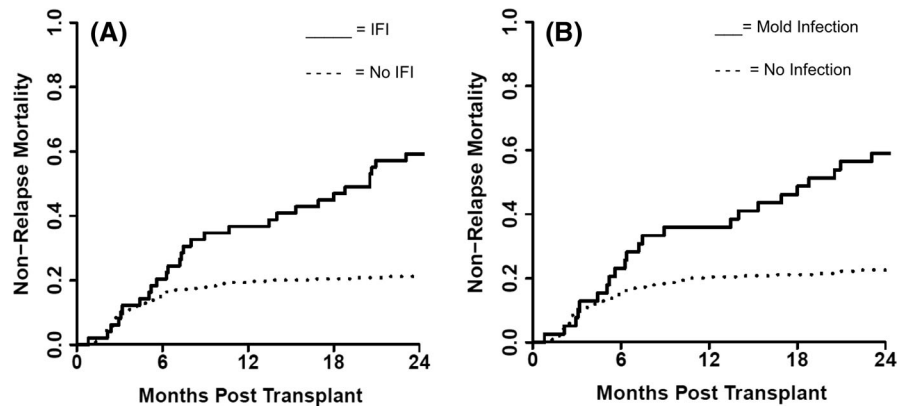 (A)
______ = IFI
----- = No IFI
Non-Relapse Mortality
1.0
0.8
0.6
0.4
0.2
0.0
0 6 12 18 24
Months Post Transplant
(B)
___= Mold Infection
---- = No Infection
Non-Relapse Mortality
1.0
0.8
0.6
0.4
0.2
0.0
0 6 12 18 24
Months Post Transplant